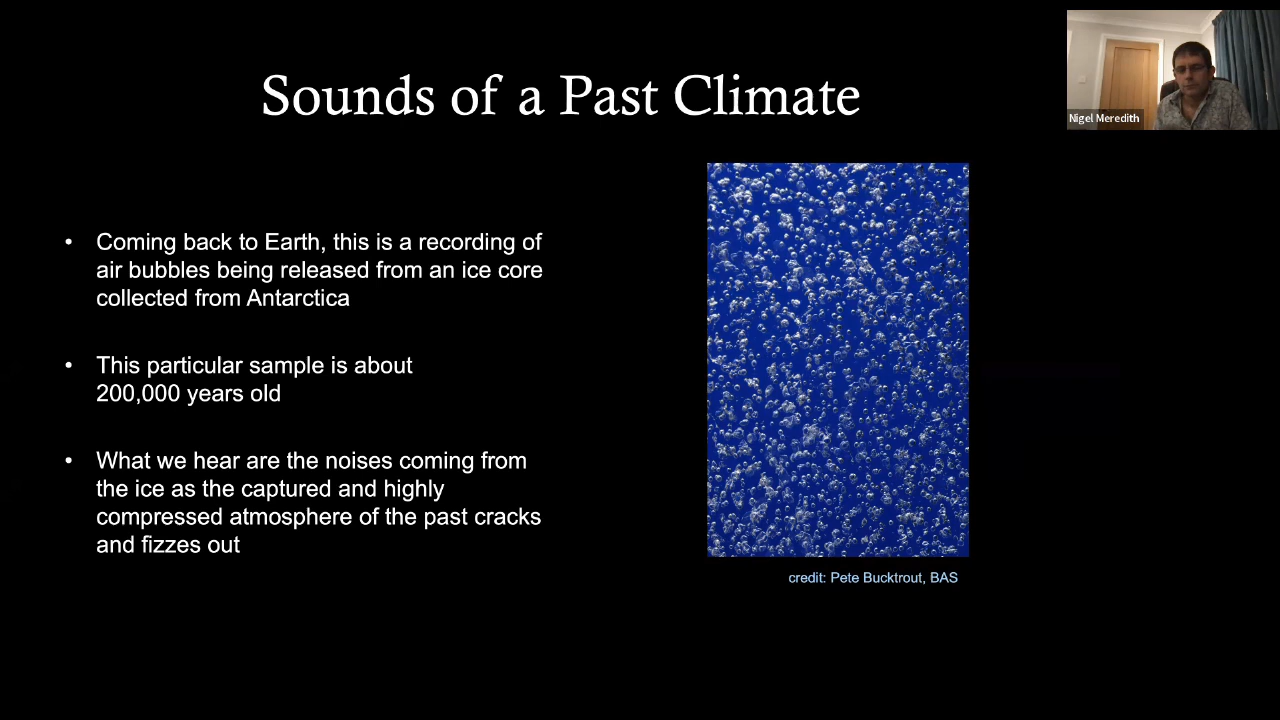 Sounds of a Past Climate
Nigel Meredith
• Coming back to Earth, this is a recording of
air bubbles being released from an ice core
collected from Antarctica
• This particular sample is about
200,000 years old
• What we hear are the noises coming from
the ice as the captured and highly
compressed atmosphere of the past cracks
and fizzes out
credit: Pete Bucktrout, BAS